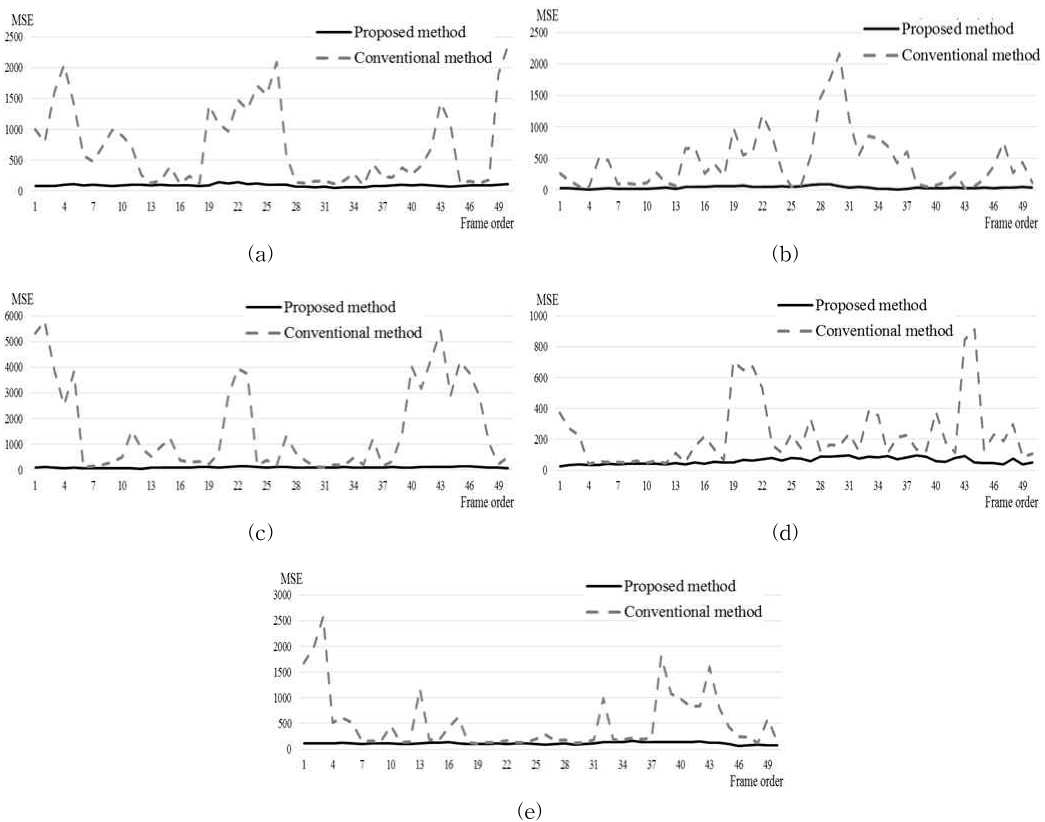 MSE
Proposed method
Conventional method
2500
2000
1500
1000
500
0
1 4 7 10 13 16 19 22 25 28 31 34 37 40 43 46 49
Frame order
(a)
MSE
Proposed method
Conventional method
2500
2000
1500
1000
500
0
1 4 7 10 13 16 19 22 25 28 31 34 37 40 43 46 49
Frame order
(b)
MSE
Proposed method
Conventional method
6000
5000
4000
3000
2000
1000
0
1 4 7 10 13 16 19 22 25 28 31 34 37 40 43 46 49
Frame order
(c)
MSE
Proposed method
Conventional method
1000
800
600
400
200
0
1 4 7 10 13 16 19 22 25 28 31 34 37 40 43 46 49
Frame order
(d)
MSE
Proposed method
Conventional method
3000
2500
2000
1500
1000
500
0
1 4 7 10 13 16 19 22 25 28 31 34 37 40 43 46 49
Frame order
(e)